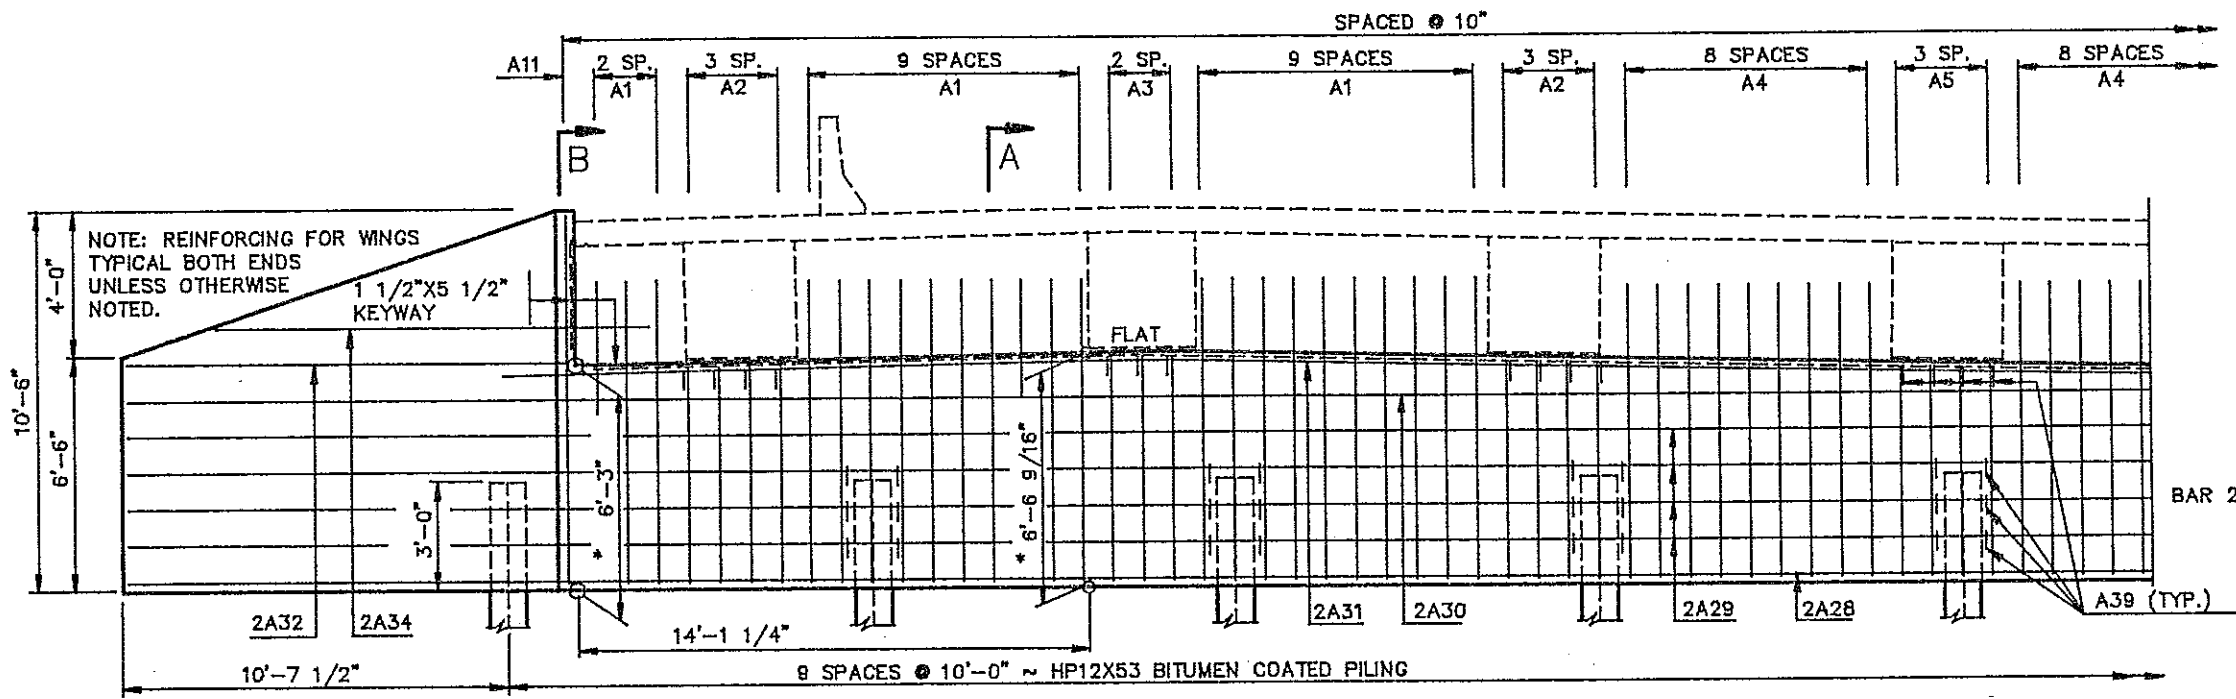 SPACED @ 10"
A11
2 SP.
A1
3 SP.
A2
9 SPACES
A1
2 SP.
A3
9 SPACES
A1
3 SP.
A2
8 SPACES
A4
3 SP.
A5
8 SPACES
A4
B
A
NOTE: REINFORCING FOR WINGS
TYPICAL BOTH ENDS
UNLESS OTHERWISE
NOTED.
1 1/2"X5 1/2"
KEYWAY
4'-0"
10'-6"
6'-6"
FLAT
3'-0"
* 6'-3"
* 6'-6 9/16"
BAR 2
2A32
2A34
14'-1 1/4"
2A31
2A30
2A29
2A28
A39 (TYP.)
10'-7 1/2"
9 SPACES @ 10'-0" ~ HP12X53 BITUMEN COATED PILING